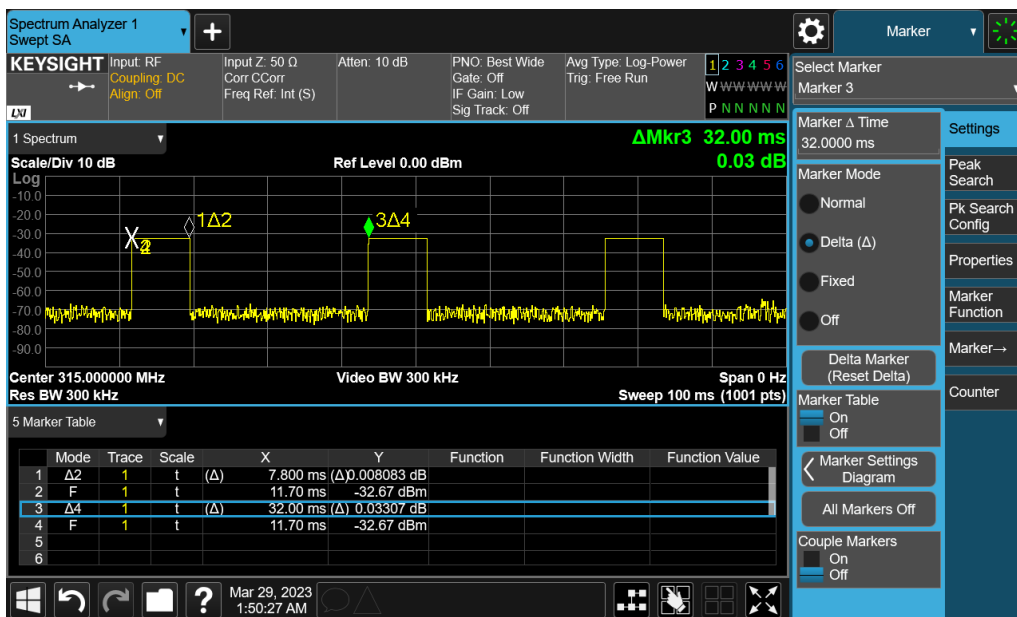 Spectrum Analyzer 1
Swept SA
+
Marker
KEYSIGHT
Input: RF
Coupling: DC
Align: Off
Input Z: 50 Ω
Corr CCorr
Freq Ref: Int (S)
Atten: 10 dB
PNO: Best Wide
Gate: Off
IF Gain: Low
Sig Track: Off
Avg Type: Log-Power
Trig: Free Run
1 2 3 4 5 6
W W W W W W
P N N N N N
LXI
Select Marker
Marker 3
1 Spectrum
ΔMkr3 32.00 ms
0.03 dB
Scale/Div 10 dB
Ref Level 0.00 dBm
Log
-10.0
-20.0
-30.0
-40.0
-50.0
-60.0
-70.0
-80.0
-90.0
1Δ2
3Δ4
X
Center 315.000000 MHz
Video BW 300 kHz
Span 0 Hz
Res BW 300 kHz
Sweep 100 ms (1001 pts)
5 Marker Table
Mode Trace Scale X Y Function Function Width Function Value
1 Δ2 1 t (Δ) 7.800 ms (Δ)0.008083 dB
2 F 1 t 11.70 ms -32.67 dBm
3 Δ4 1 t (Δ) 32.00 ms (Δ) 0.03307 dB
4 F 1 t 11.70 ms -32.67 dBm
5
6
Marker Δ Time
32.0000 ms
Marker Mode
Normal
Delta (Δ)
Fixed
Off
Delta Marker
(Reset Delta)
Marker Table
On
Off
Marker Settings
Diagram
All Markers Off
Couple Markers
On
Off
Settings
Peak
Search
Pk Search
Config
Properties
Marker
Function
Marker→
Counter
?
Mar 29, 2023
1:50:27 AM